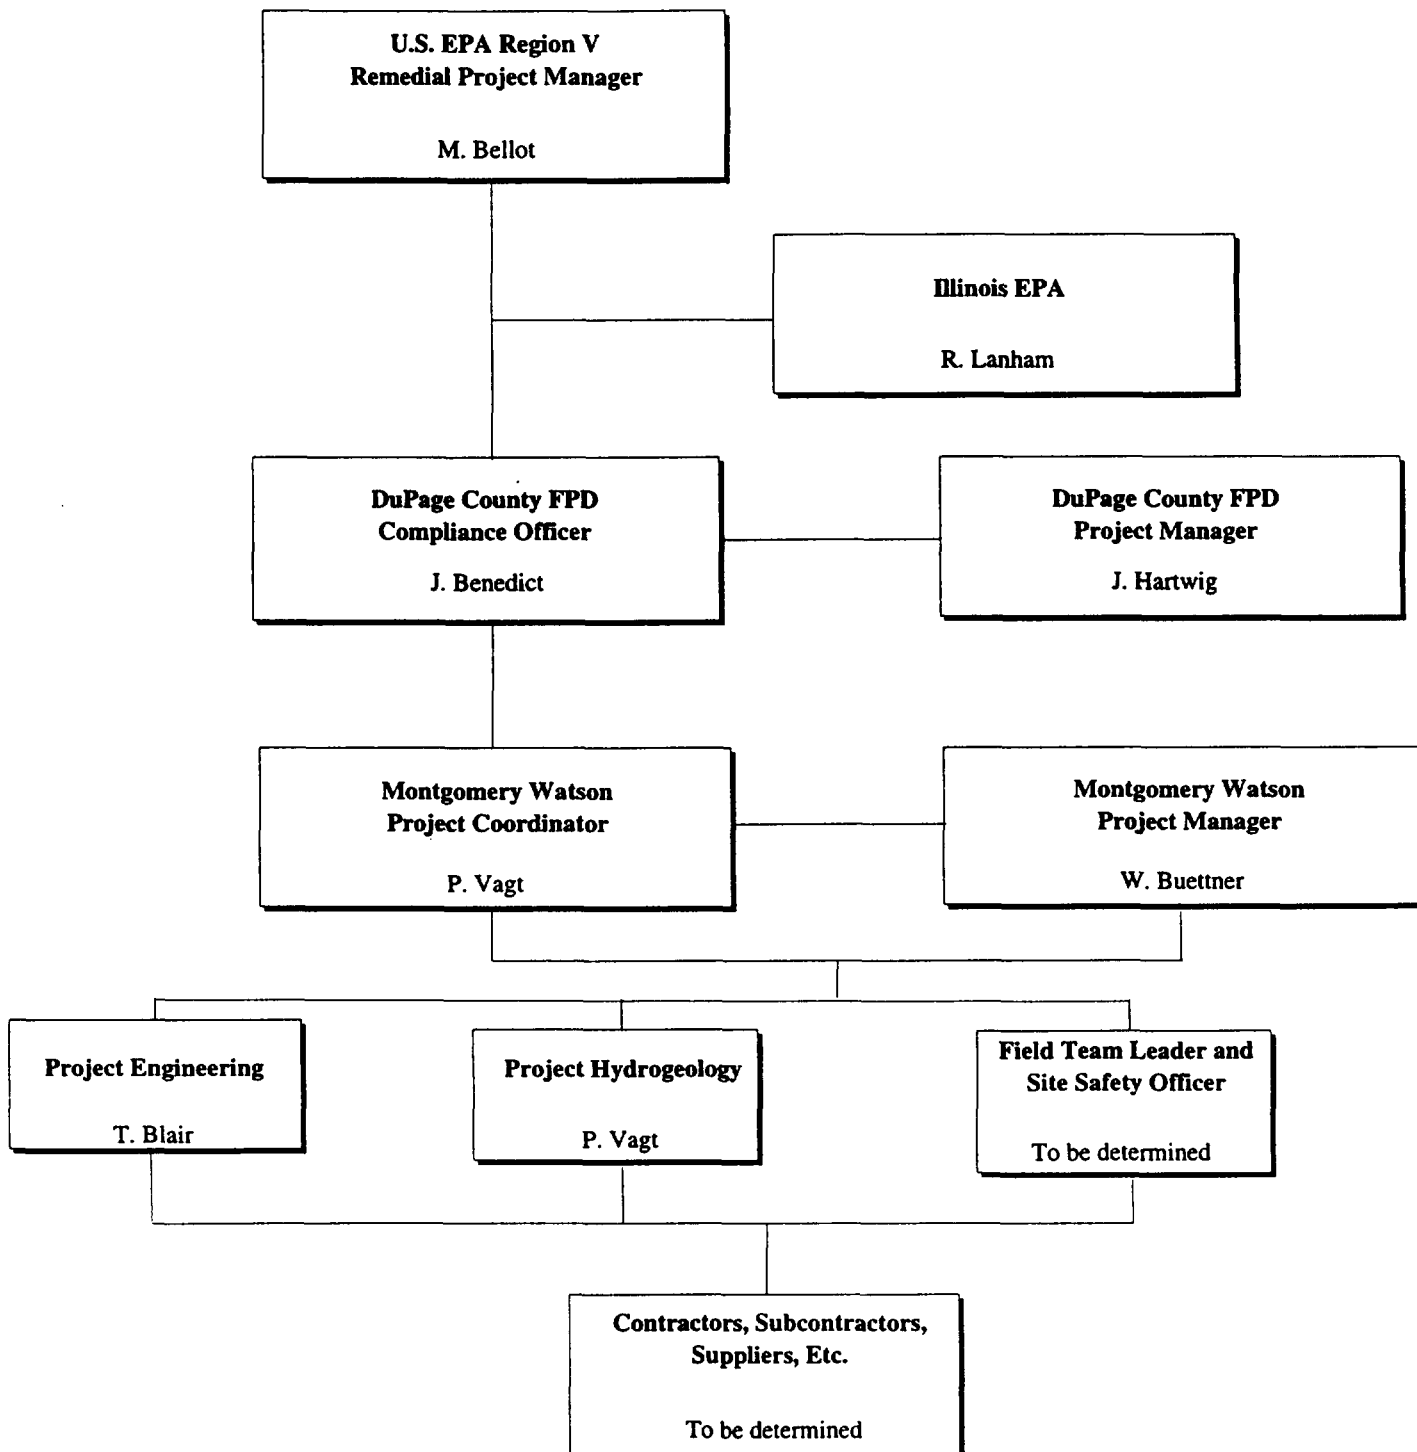 U.S. EPA Region V
Remedial Project Manager
M. Bellot
Illinois EPA
R. Lanham
DuPage County FPD
Compliance Officer
J. Benedict
DuPage County FPD
Project Manager
J. Hartwig
Montgomery Watson
Project Coordinator
P. Vagt
Montgomery Watson
Project Manager
W. Buettner
Project Engineering
T. Blair
Project Hydrogeology
P. Vagt
Field Team Leader and
Site Safety Officer
To be determined
Contractors, Subcontractors,
Suppliers, Etc.
To be determined